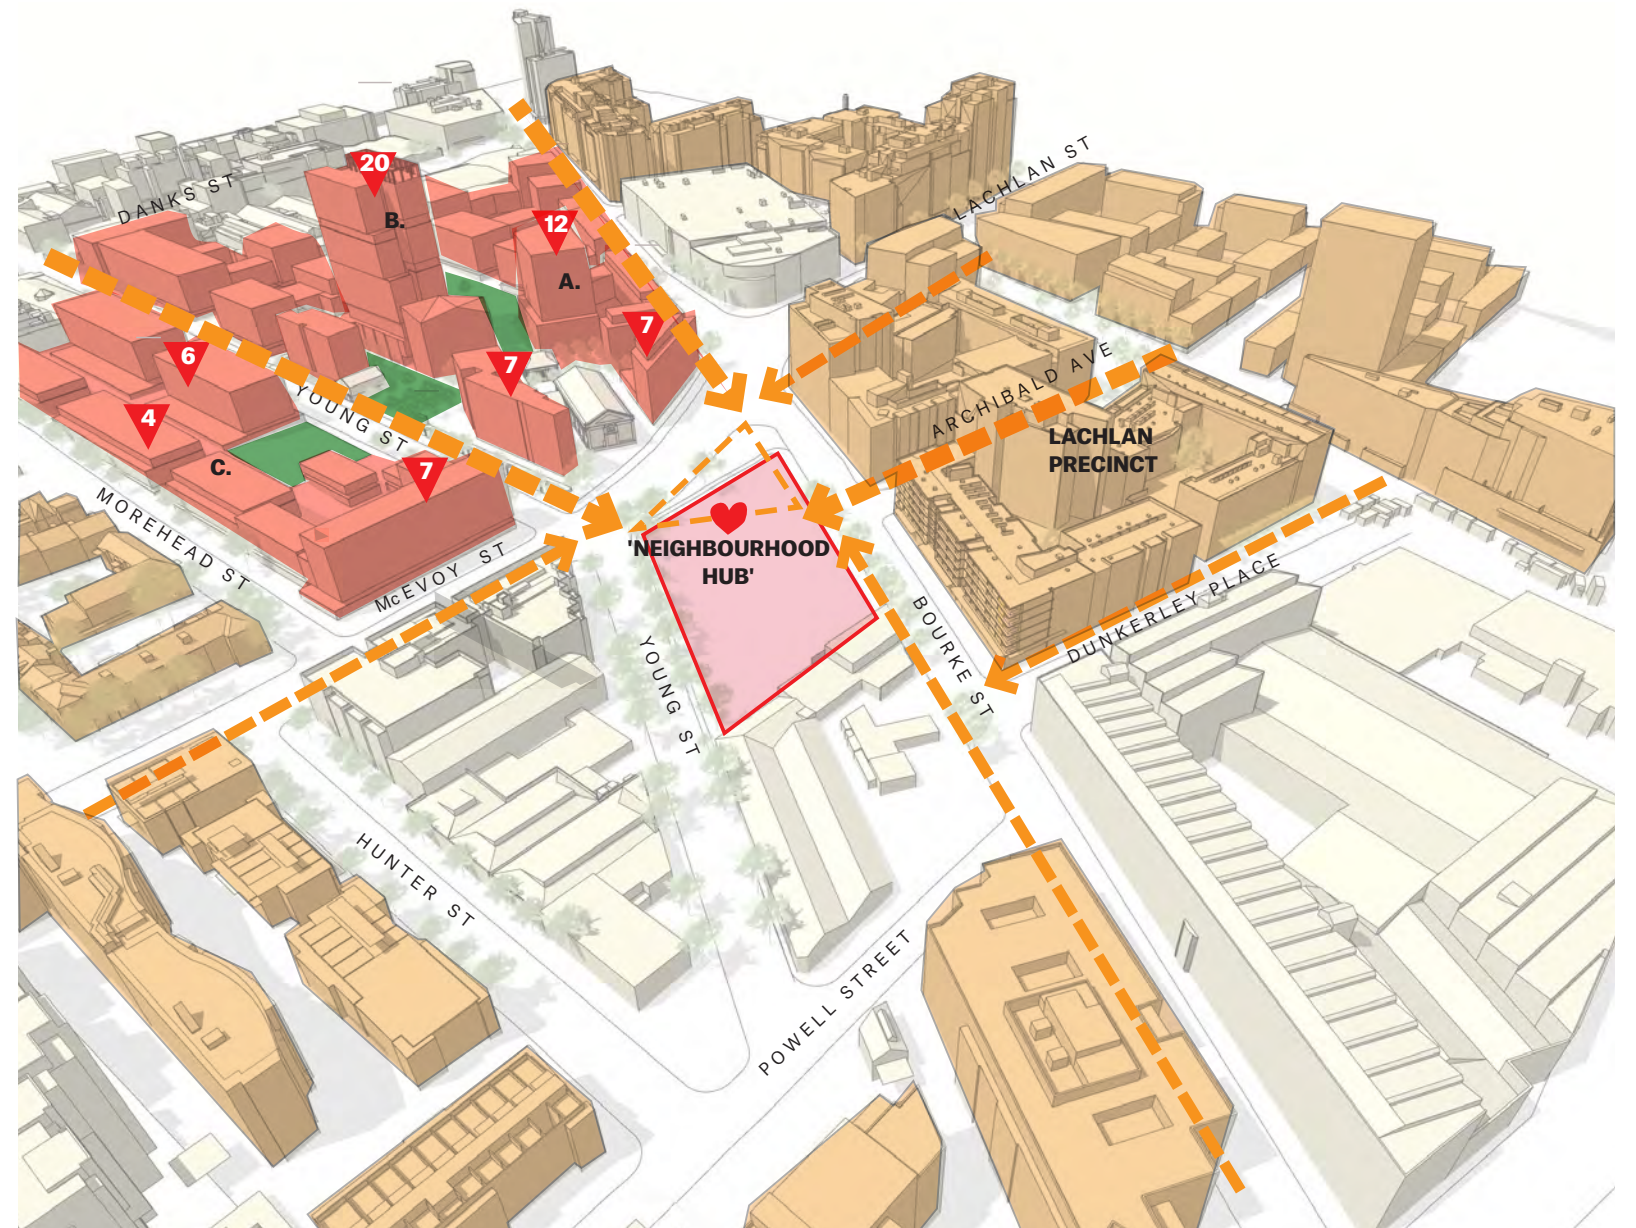 20
DANKS ST
B.
12
A.
LACHLAN ST
7
6
7
4
YOUNG ST
C.
7
ARCHIBALD AVE
LACHLAN
PRECINCT
MOREHEAD ST
McEVOY ST
'NEIGHBOURHOOD
HUB'
DUNKERLEY PLACE
BOURKE ST
YOUNG ST
HUNTER ST
POWELL STREET